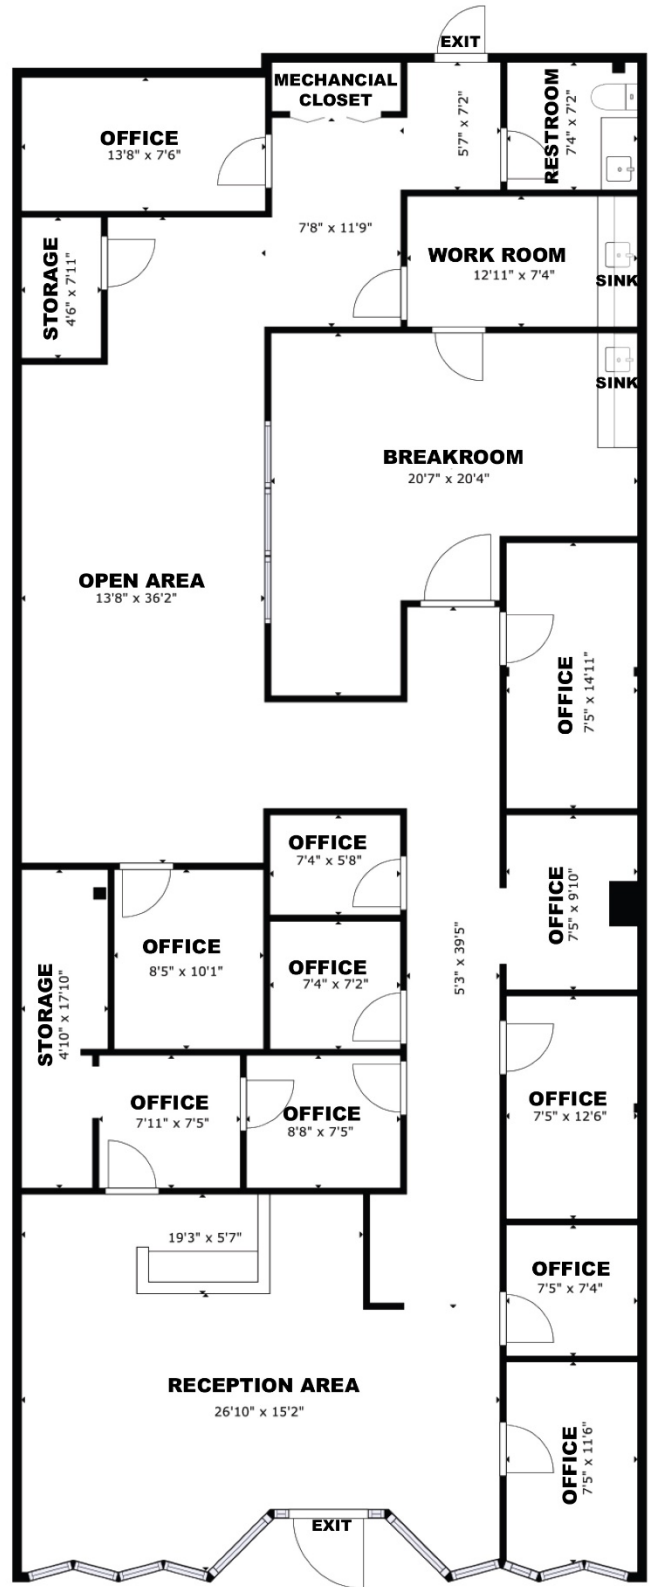 EXIT
MECHANCIAL
CLOSET
5'7" x 7'2"
RESTROOM
7'4" x 7'2"
OFFICE
13'8" x 7'6"
7'8" x 11'9"
STORAGE
4'6" x 7'11"
WORK ROOM
12'11" x 7'4"
SINK
SINK
BREAKROOM
20'7" x 20'4"
OPEN AREA
13'8" x 36'2"
OFFICE
7'5" x 14'11"
OFFICE
7'4" x 5'8"
OFFICE
7'5" x 9'10"
OFFICE
8'5" x 10'1"
OFFICE
7'4" x 7'2"
5'3" x 39'5"
STORAGE
4'10" x 17'10"
OFFICE
7'11" x 7'5"
OFFICE
8'8" x 7'5"
OFFICE
7'5" x 12'6"
19'3" x 5'7"
OFFICE
7'5" x 7'4"
RECEPTION AREA
26'10" x 15'2"
OFFICE
7'5" x 11'6"
EXIT